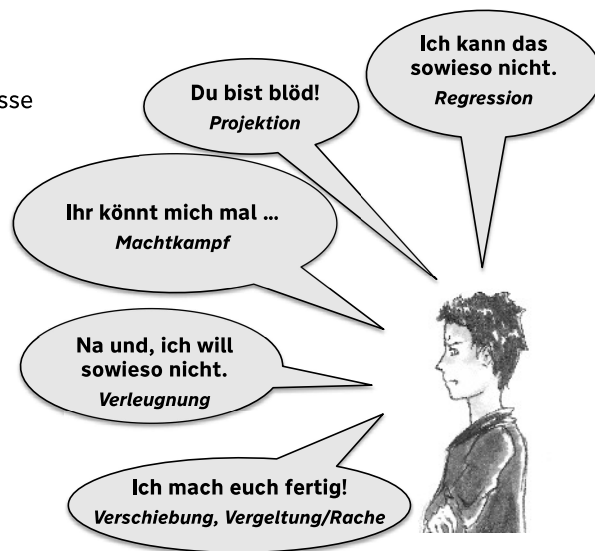 Ich kann das
sowieso nicht.
Regression
sse
Du bist blöd!
Projektion
Ihr könnt mich mal ...
Machtkampf
Na und, ich will
sowieso nicht.
Verleugnung
Ich mach euch fertig!
Verschiebung, Vergeltung/Rache